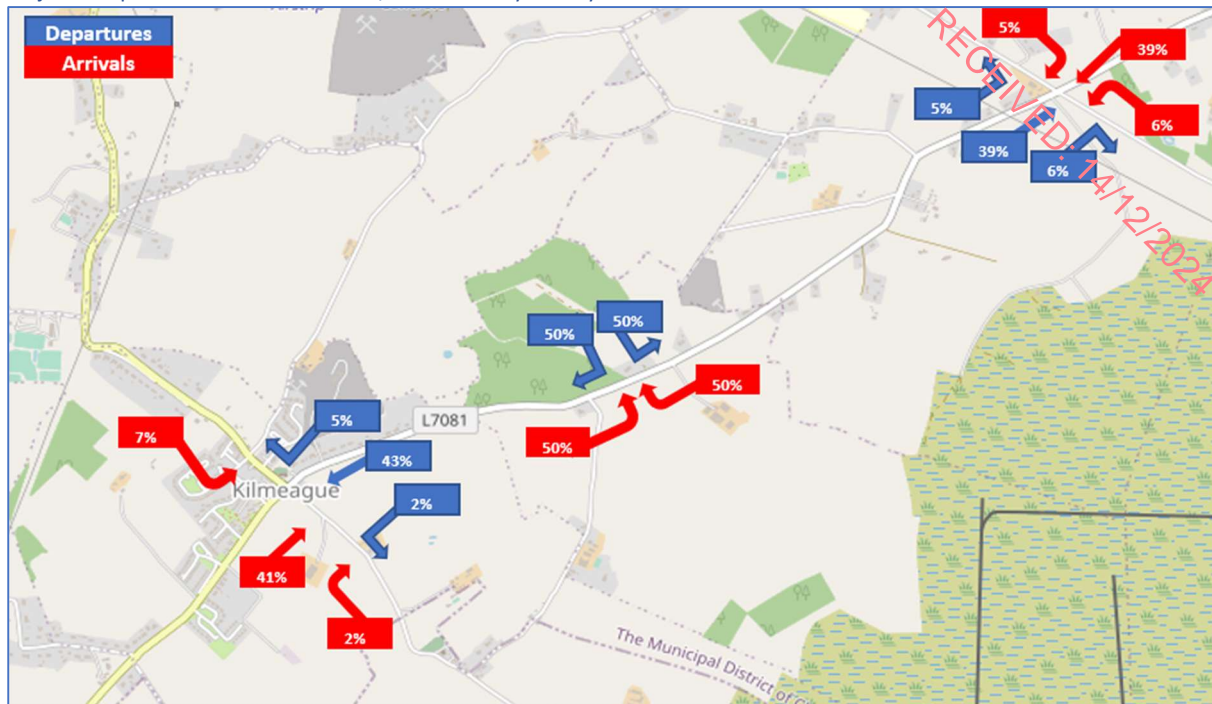 Departures
Arrivals
5%
39%
5%
6%
39%
6%
RECEIVED: 14/12/2024
50%
50%
50%
50%
L7081
7%
5%
43%
Kilmeague
2%
41%
2%
The Municipal District of